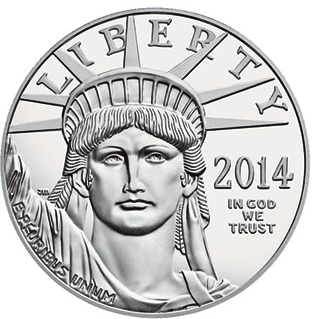 LIBERTY
2014
IN GOD
WE
TRUST
E PLURIBUS UNUM